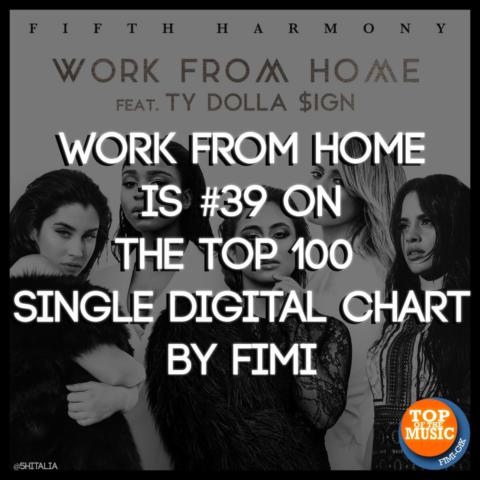 FIFTH HARMONY
WORK FROM HOME
FEAT. TY DOLLA $IGN
WORK FROM HOME
IS #39 ON
THE TOP 100
SINGLE DIGITAL CHART
BY FIMI
TOP
OF THE
MUSIC
FIMI-GfK
@5HITALIA